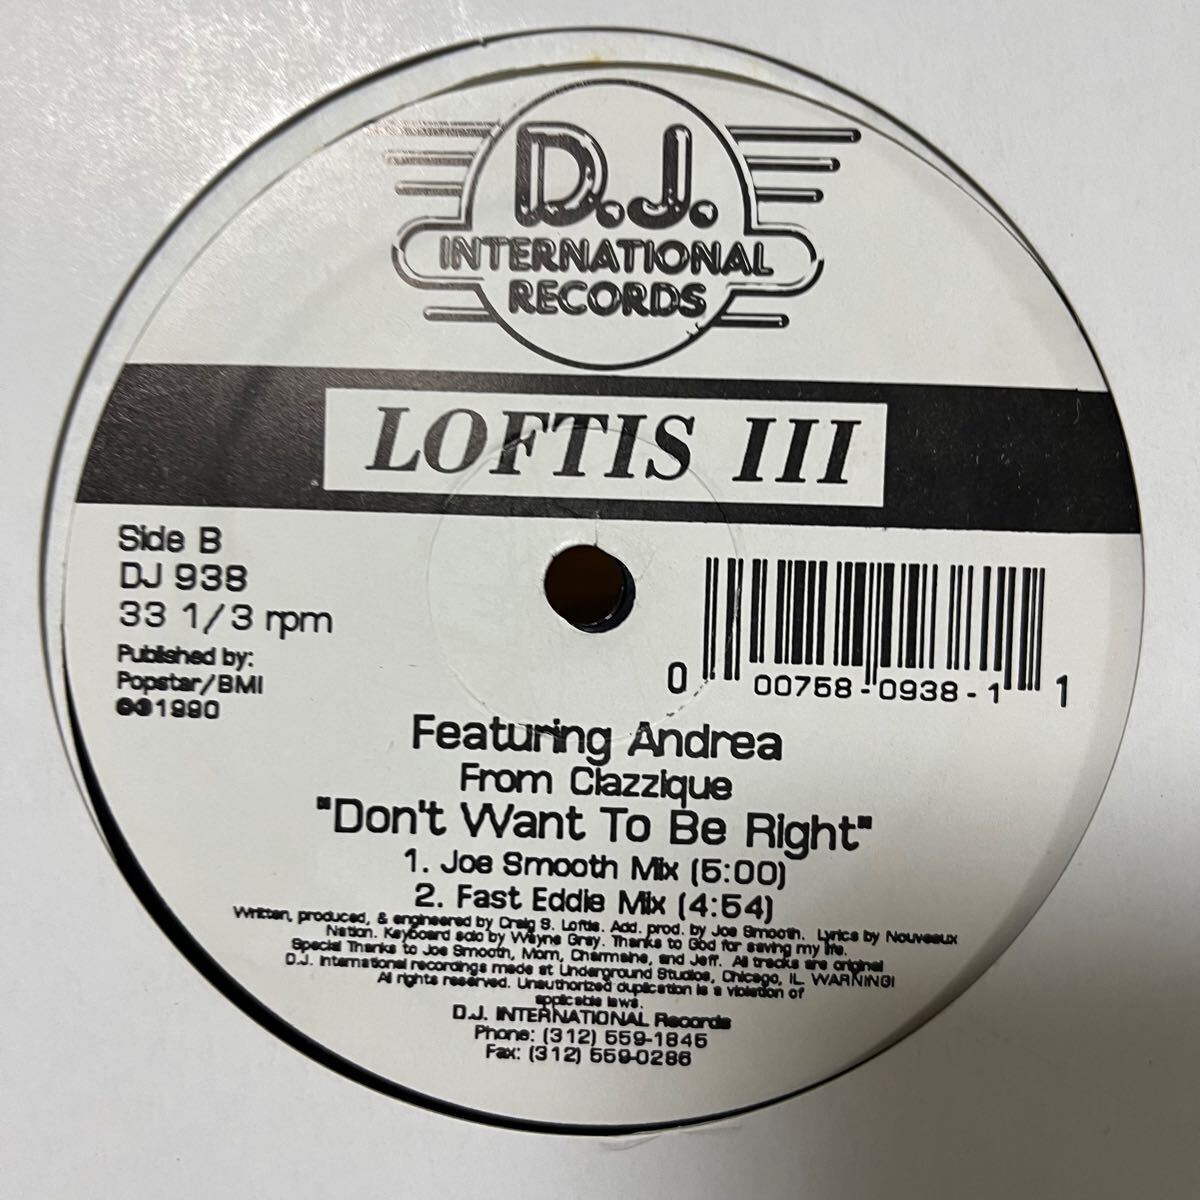 D.J.
INTERNATIONAL
RECORDS
LOFTIS III
Side B
DJ 938
33 1/3 rpm
Published by:
Popstar/BMI
©℗1990
0 00758-0938-1 1
Featuring Andrea
From Clazzique
"Don't Want To Be Right"
1. Joe Smooth Mix (5:00)
2. Fast Eddie Mix (4:54)
Written, produced, & engineered by Craig S. Loftis. Add. prod. by Joe Smooth. Lyrics by Nouveaux
Nation. Keyboard solo by Wayne Gray. Thanks to God for saving my life.
Special Thanks to Joe Smooth, Mom, Charmaine, and Jeff. All tracks are original
D.J. International recordings made at Underground Studios, Chicago, IL. WARNING!
All rights reserved. Unauthorized duplication is a violation of
applicable laws.
D.J. INTERNATIONAL Records
Phone: (312) 559-1845
Fax: (312) 559-0286